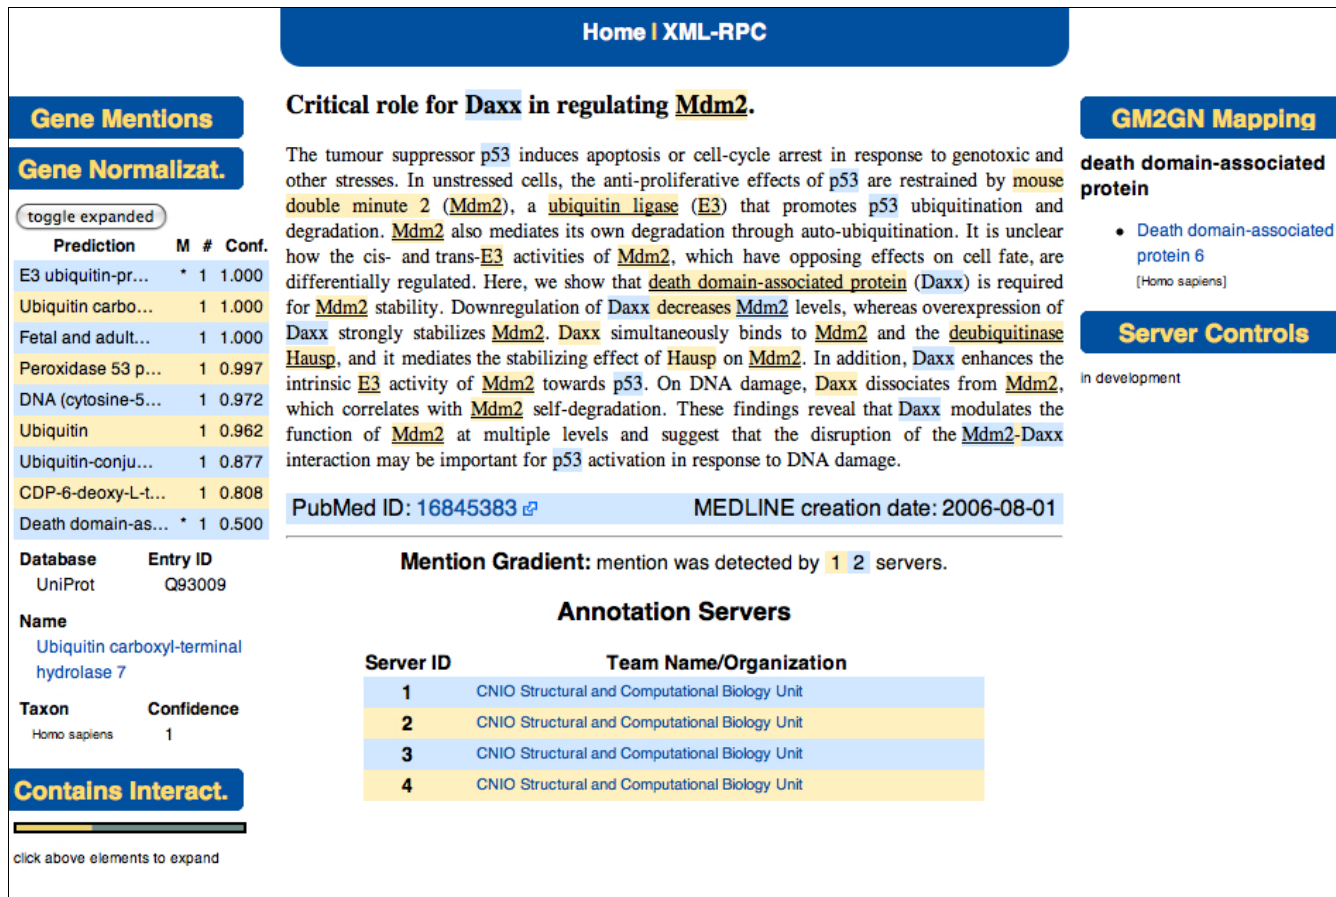 Home | XML-RPC
Gene Mentions
Gene Normalizat.
toggle expanded
Prediction M # Conf.
E3 ubiquitin-pr... * 1 1.000
Ubiquitin carbo... 1 1.000
Fetal and adult... 1 1.000
Peroxidase 53 p... 1 0.997
DNA (cytosine-5... 1 0.972
Ubiquitin 1 0.962
Ubiquitin-conju... 1 0.877
CDP-6-deoxy-L-t... 1 0.808
Death domain-as... * 1 0.500
Database Entry ID
UniProt Q93009
Name
Ubiquitin carboxyl-terminal
hydrolase 7
Taxon Confidence
Homo sapiens 1
Contains Interact.
click above elements to expand
Critical role for Daxx in regulating Mdm2.
The tumour suppressor p53 induces apoptosis or cell-cycle arrest in response to genotoxic and
other stresses. In unstressed cells, the anti-proliferative effects of p53 are restrained by mouse
double minute 2 (Mdm2), a ubiquitin ligase (E3) that promotes p53 ubiquitination and
degradation. Mdm2 also mediates its own degradation through auto-ubiquitination. It is unclear
how the cis- and trans-E3 activities of Mdm2, which have opposing effects on cell fate, are
differentially regulated. Here, we show that death domain-associated protein (Daxx) is required
for Mdm2 stability. Downregulation of Daxx decreases Mdm2 levels, whereas overexpression of
Daxx strongly stabilizes Mdm2. Daxx simultaneously binds to Mdm2 and the deubiquitinase
Hausp, and it mediates the stabilizing effect of Hausp on Mdm2. In addition, Daxx enhances the
intrinsic E3 activity of Mdm2 towards p53. On DNA damage, Daxx dissociates from Mdm2,
which correlates with Mdm2 self-degradation. These findings reveal that Daxx modulates the
function of Mdm2 at multiple levels and suggest that the disruption of the Mdm2-Daxx
interaction may be important for p53 activation in response to DNA damage.
PubMed ID: 16845383 MEDLINE creation date: 2006-08-01
Mention Gradient: mention was detected by 1 2 servers.
Annotation Servers
Server ID Team Name/Organization
1 CNIO Structural and Computational Biology Unit
2 CNIO Structural and Computational Biology Unit
3 CNIO Structural and Computational Biology Unit
4 CNIO Structural and Computational Biology Unit
GM2GN Mapping
death domain-associated
protein
• Death domain-associated
protein 6
[Homo sapiens]
Server Controls
in development